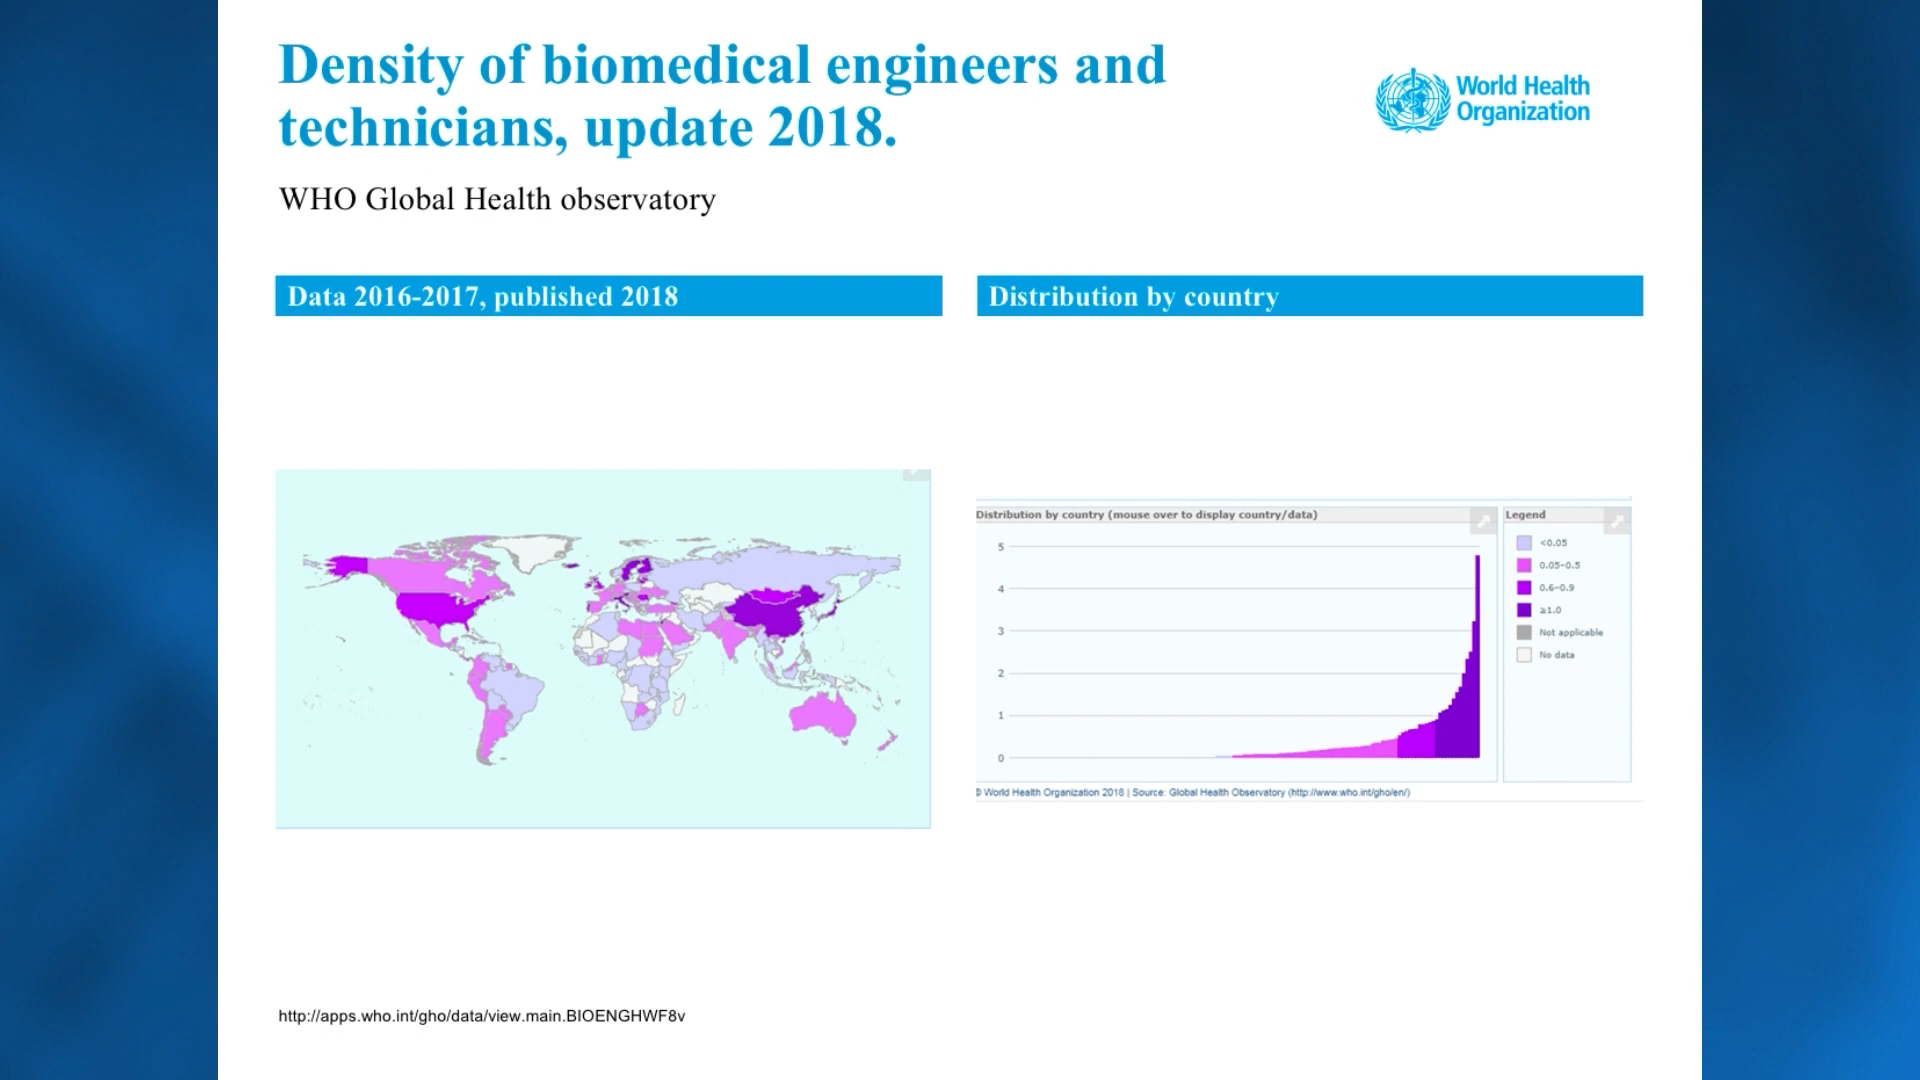 Density of biomedical engineers and
technicians, update 2018.
World Health
Organization
WHO Global Health observatory
Data 2016-2017, published 2018
Distribution by country
Distribution by country (mouse over to display country/data)
5
4
3
2
1
0
Legend
<0.05
0.05–0.5
0.6–0.9
≥1.0
Not applicable
No data
© World Health Organization 2018 | Source: Global Health Observatory (http://www.who.int/gho/en/)
http://apps.who.int/gho/data/view.main.BIOENGHWF8v